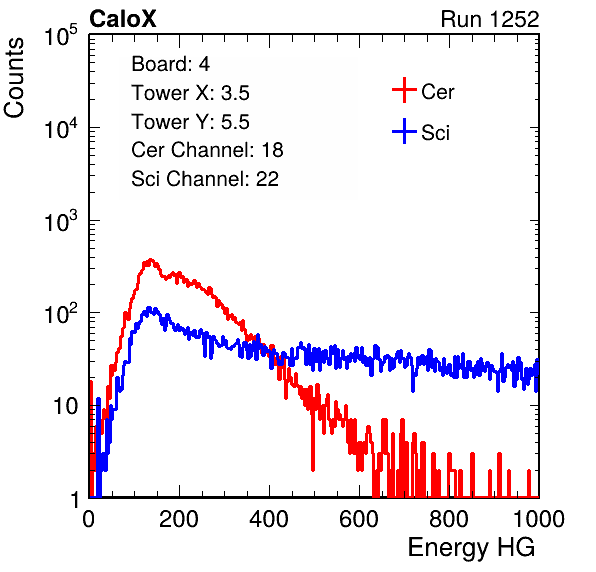 CaloX Run 1252
Counts
Board: 4
Tower X: 3.5
Tower Y: 5.5
Cer Channel: 18
Sci Channel: 22
Cer
Sci
10^5
10^4
10^3
10^2
10
1
0 200 400 600 800 1000
Energy HG